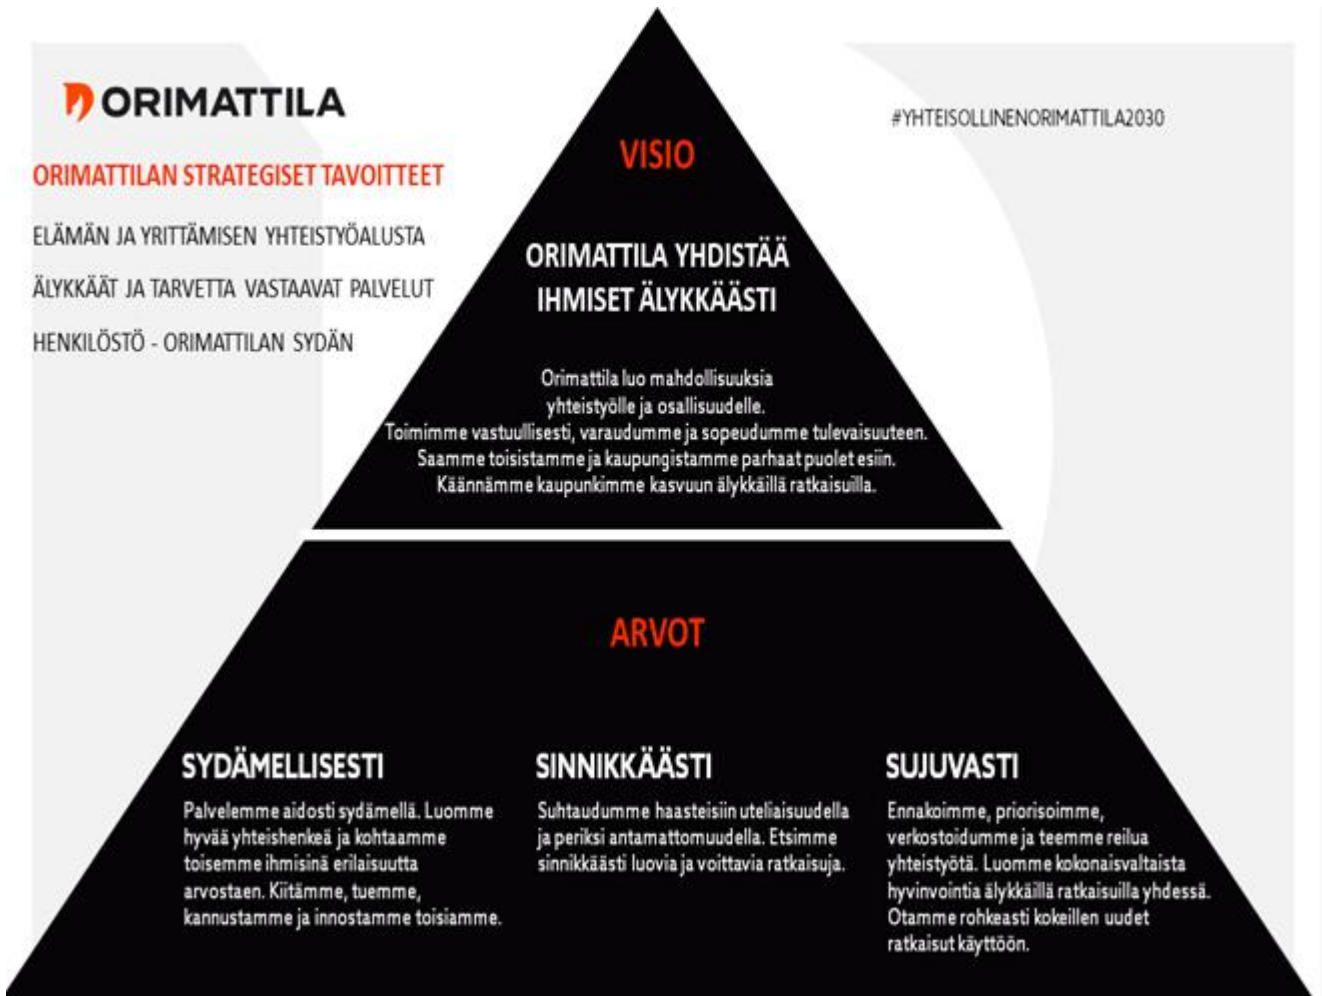 ORIMATTILA
ORIMATTILAN STRATEGISET TAVOITTEET
ELÄMÄN JA YRITTÄMISEN YHTEISTYÖALUSTA
ÄLYKKÄÄT JA TARVETTA VASTAAVAT PALVELUT
HENKILÖSTÖ - ORIMATTILAN SYDÄN
#YHTEISOLLINENORIMATTILA2030
VISIO
ORIMATTILA YHDISTÄÄ
IHMISET ÄLYKKÄÄSTI
Orimattila luo mahdollisuuksia
yhteistyölle ja osallisuudelle.
Toimimme vastuullisesti, varaudumme ja sopeudumme tulevaisuuteen.
Saamme toisistamme ja kaupungistamme parhaat puolet esiin.
Käännämme kaupunkimme kasvuun älykkäillä ratkaisuilla.
ARVOT
SYDÄMELLISESTI
Palvelemme aidosti sydämellä. Luomme
hyvää yhteishenkeä ja kohtaamme
toisemme ihmisinä erilaisuutta
arvostaen. Kiitämme, tuemme,
kannustamme ja innostamme toisiamme.
SINNIKKÄÄSTI
Suhtaudumme haasteisiin uteliaisuudella
ja periksi antamattomuudella. Etsimme
sinnikkäästi luovia ja voittavia ratkaisuja.
SUJUVASTI
Ennakoimme, priorisoimme,
verkostoidumme ja teemme reilua
yhteistyötä. Luomme kokonaisvaltaista
hyvinvointia älykkäillä ratkaisuilla yhdessä.
Otamme rohkeasti kokeillen uudet
ratkaisut käyttöön.